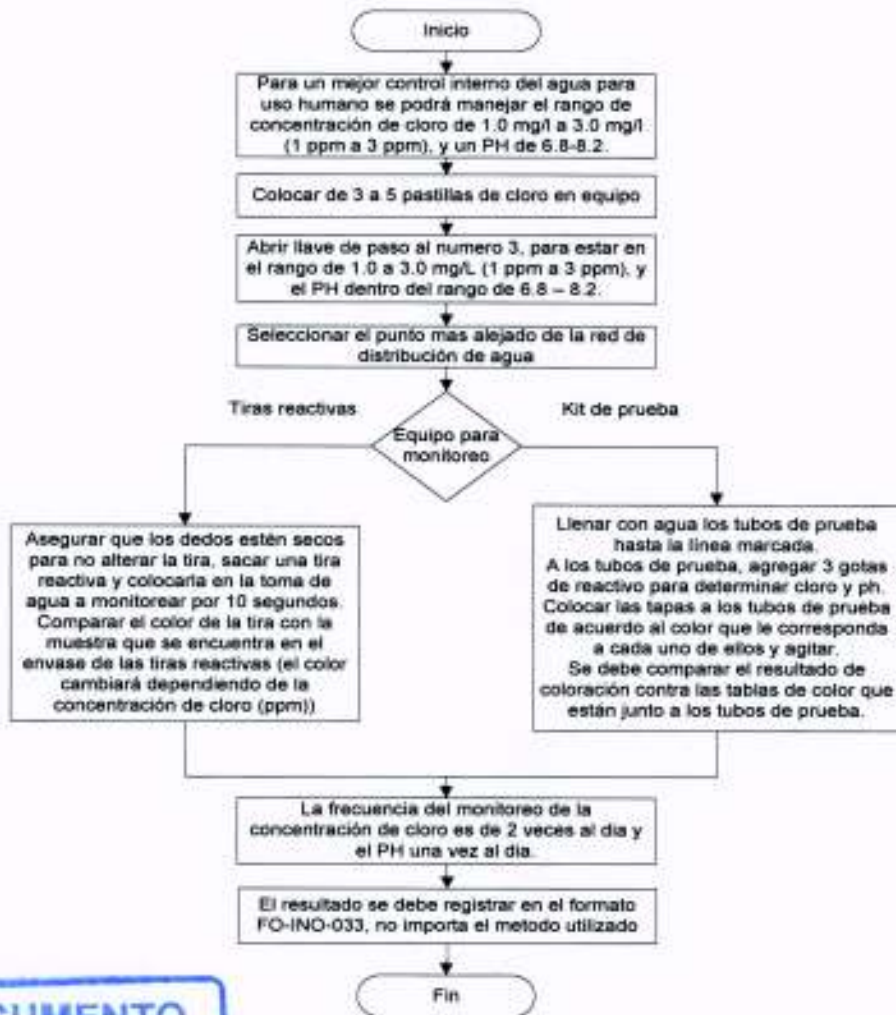 Inicio
Para un mejor control interno del agua para
uso humano se podrá manejar el rango de
concentración de cloro de 1.0 mg/l a 3.0 mg/l
(1 ppm a 3 ppm), y un PH de 6.8-8.2.
Colocar de 3 a 5 pastillas de cloro en equipo
Abrir llave de paso al numero 3, para estar en
el rango de 1.0 a 3.0 mg/L (1 ppm a 3 ppm), y
el PH dentro del rango de 6.8 – 8.2.
Seleccionar el punto mas alejado de la red de
distribución de agua
Tiras reactivas
Kit de prueba
Equipo para
monitoreo
Asegurar que los dedos estén secos
para no alterar la tira, sacar una tira
reactiva y colocarla en la toma de
agua a monitorear por 10 segundos.
Comparar el color de la tira con la
muestra que se encuentra en el
envase de las tiras reactivas (el color
cambiará dependiendo de la
concentración de cloro (ppm))
Llenar con agua los tubos de prueba
hasta la línea marcada.
A los tubos de prueba, agregar 3 gotas
de reactivo para determinar cloro y ph.
Colocar las tapas a los tubos de prueba
de acuerdo al color que le corresponda
a cada uno de ellos y agitar.
Se debe comparar el resultado de
coloración contra las tablas de color que
están junto a los tubos de prueba.
La frecuencia del monitoreo de la
concentración de cloro es de 2 veces al dia y
el PH una vez al dia.
El resultado se debe registrar en el formato
FO-INO-033, no importa el metodo utilizado
Fin